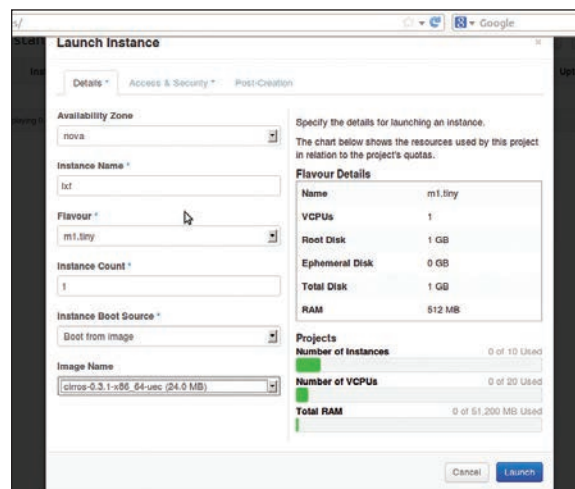 s/
Google
Launch Instance
Details *
Access & Security *
Post-Creation
Availability Zone
nova
Instance Name *
lxf
Flavour *
m1.tiny
Instance Count *
1
Instance Boot Source *
Boot from image
Image Name
cirros-0.3.1-x86_64-uec (24.0 MB)
Specify the details for launching an instance.
The chart below shows the resources used by this project
in relation to the project's quotas.
Flavour Details
Name m1.tiny
VCPUs 1
Root Disk 1 GB
Ephemeral Disk 0 GB
Total Disk 1 GB
RAM 512 MB
Projects
Number of Instances 0 of 10 Used
Number of VCPUs 0 of 20 Used
Total RAM 0 of 51,200 MB Used
Cancel
Launch